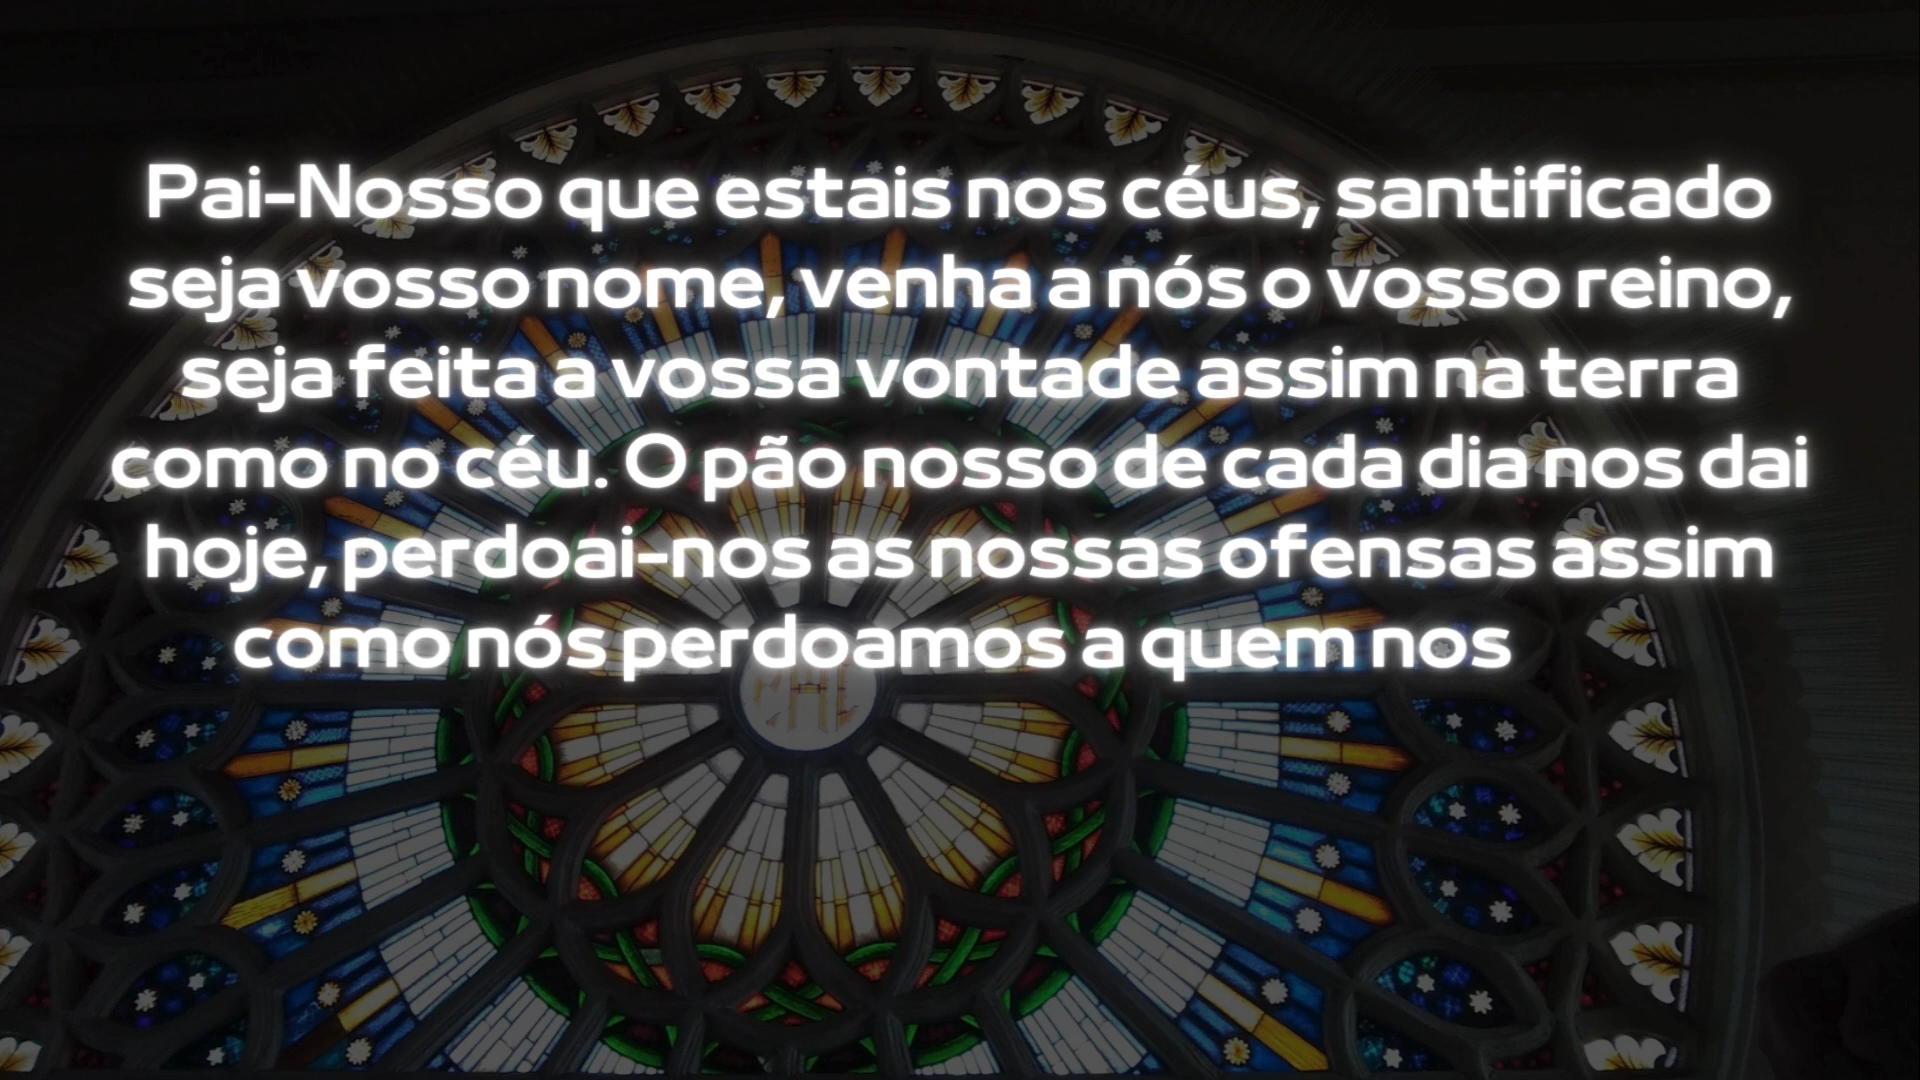 Pai-Nosso que estais nos céus, santificado
seja vosso nome, venha a nós o vosso reino,
seja feita a vossa vontade assim na terra
como no céu. O pão nosso de cada dia nos dai
hoje, perdoai-nos as nossas ofensas assim
como nós perdoamos a quem nos